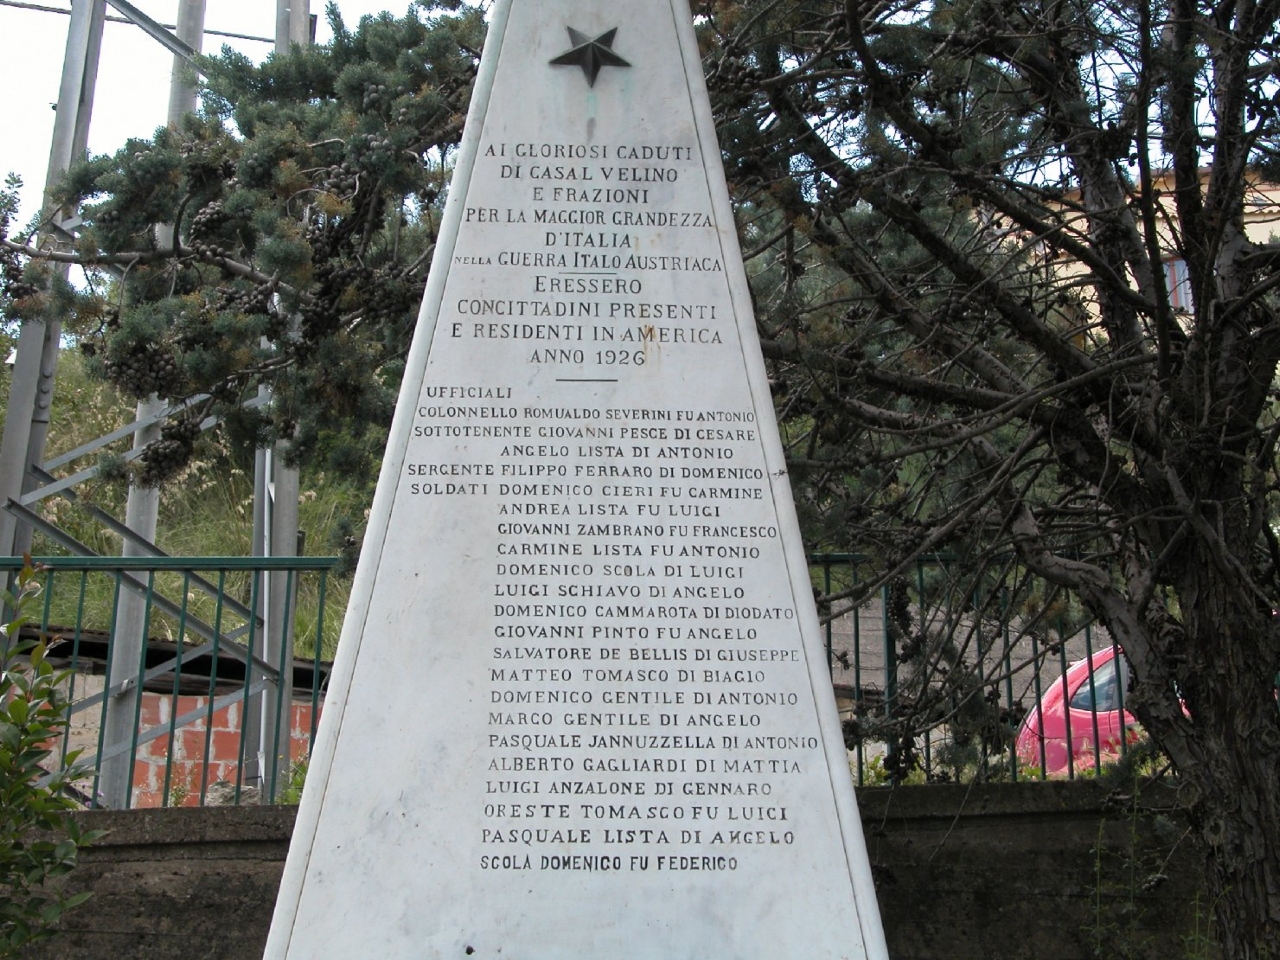 AI GLORIOSI CADUTI
DI CASAL VELINO
E FRAZIONI
PER LA MAGGIOR GRANDEZZA
D'ITALIA
NELLA GUERRA ITALO AUSTRIACA
ERESSERO
CONCITTADINI PRESENTI
E RESIDENTI IN AMERICA
ANNO 1926
UFFICIALI
COLONNELLO ROMUALDO SEVERINI FU ANTONIO
SOTTOTENENTE GIOVANNI PESCE DI CESARE
ANGELO LISTA DI ANTONIO
SERGENTE FILIPPO FERRARO DI DOMENICO
SOLDATI DOMENICO CIERI FU CARMINE
ANDREA LISTA FU LUIGI
GIOVANNI ZAMBRANO FU FRANCESCO
CARMINE LISTA FU ANTONIO
DOMENICO SCOLA DI LUIGI
LUIGI SCHIAVO DI ANGELO
DOMENICO CAMMAROTA DI DIODATO
GIOVANNI PINTO FU ANGELO
SALVATORE DE BELLIS DI GIUSEPPE
MATTEO TOMASCO DI BIAGIO
DOMENICO GENTILE DI ANTONIO
MARCO GENTILE DI ANGELO
PASQUALE JANNUZZELLA DI ANTONIO
ALBERTO GAGLIARDI DI MATTIA
LUIGI ANZALONE DI GENNARO
ORESTE TOMASCO FU LUIGI
PASQUALE LISTA DI ANGELO
SCOLA DOMENICO FU FEDERICO